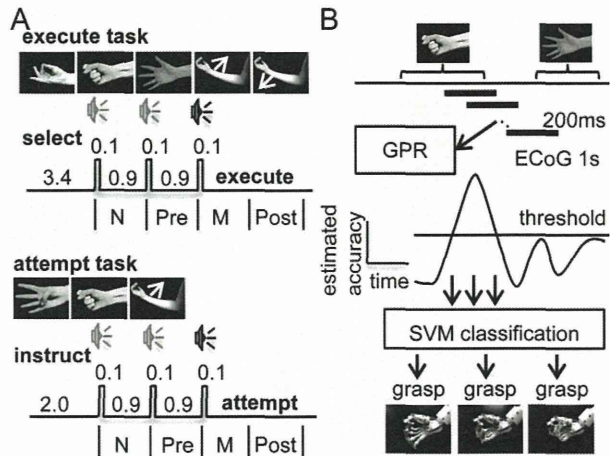 A
execute task
select
0.1 0.1 0.1
3.4 0.9 0.9 execute
N Pre M Post
attempt task
instruct
0.1 0.1 0.1
2.0 0.9 0.9 attempt
N Pre M Post
B
200ms
GPR
ECoG 1s
threshold
estimated
accuracy
time
SVM classification
grasp grasp grasp